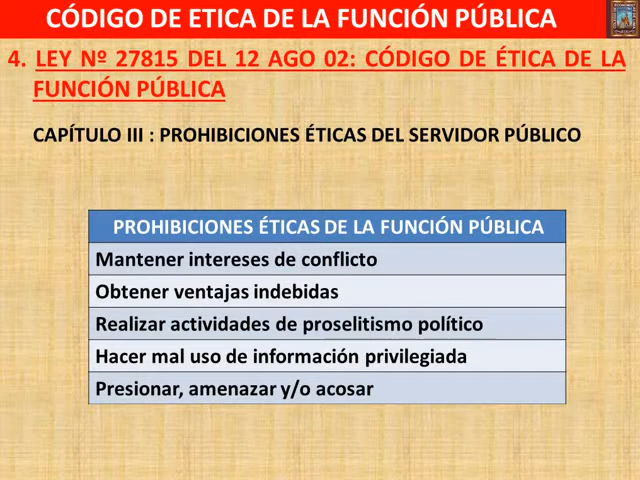 CÓDIGO DE ETICA DE LA FUNCIÓN PÚBLICA
4. LEY Nº 27815 DEL 12 AGO 02: CÓDIGO DE ÉTICA DE LA
FUNCIÓN PÚBLICA
CAPÍTULO III : PROHIBICIONES ÉTICAS DEL SERVIDOR PÚBLICO
PROHIBICIONES ÉTICAS DE LA FUNCIÓN PÚBLICA
Mantener intereses de conflicto
Obtener ventajas indebidas
Realizar actividades de proselitismo político
Hacer mal uso de información privilegiada
Presionar, amenazar y/o acosar